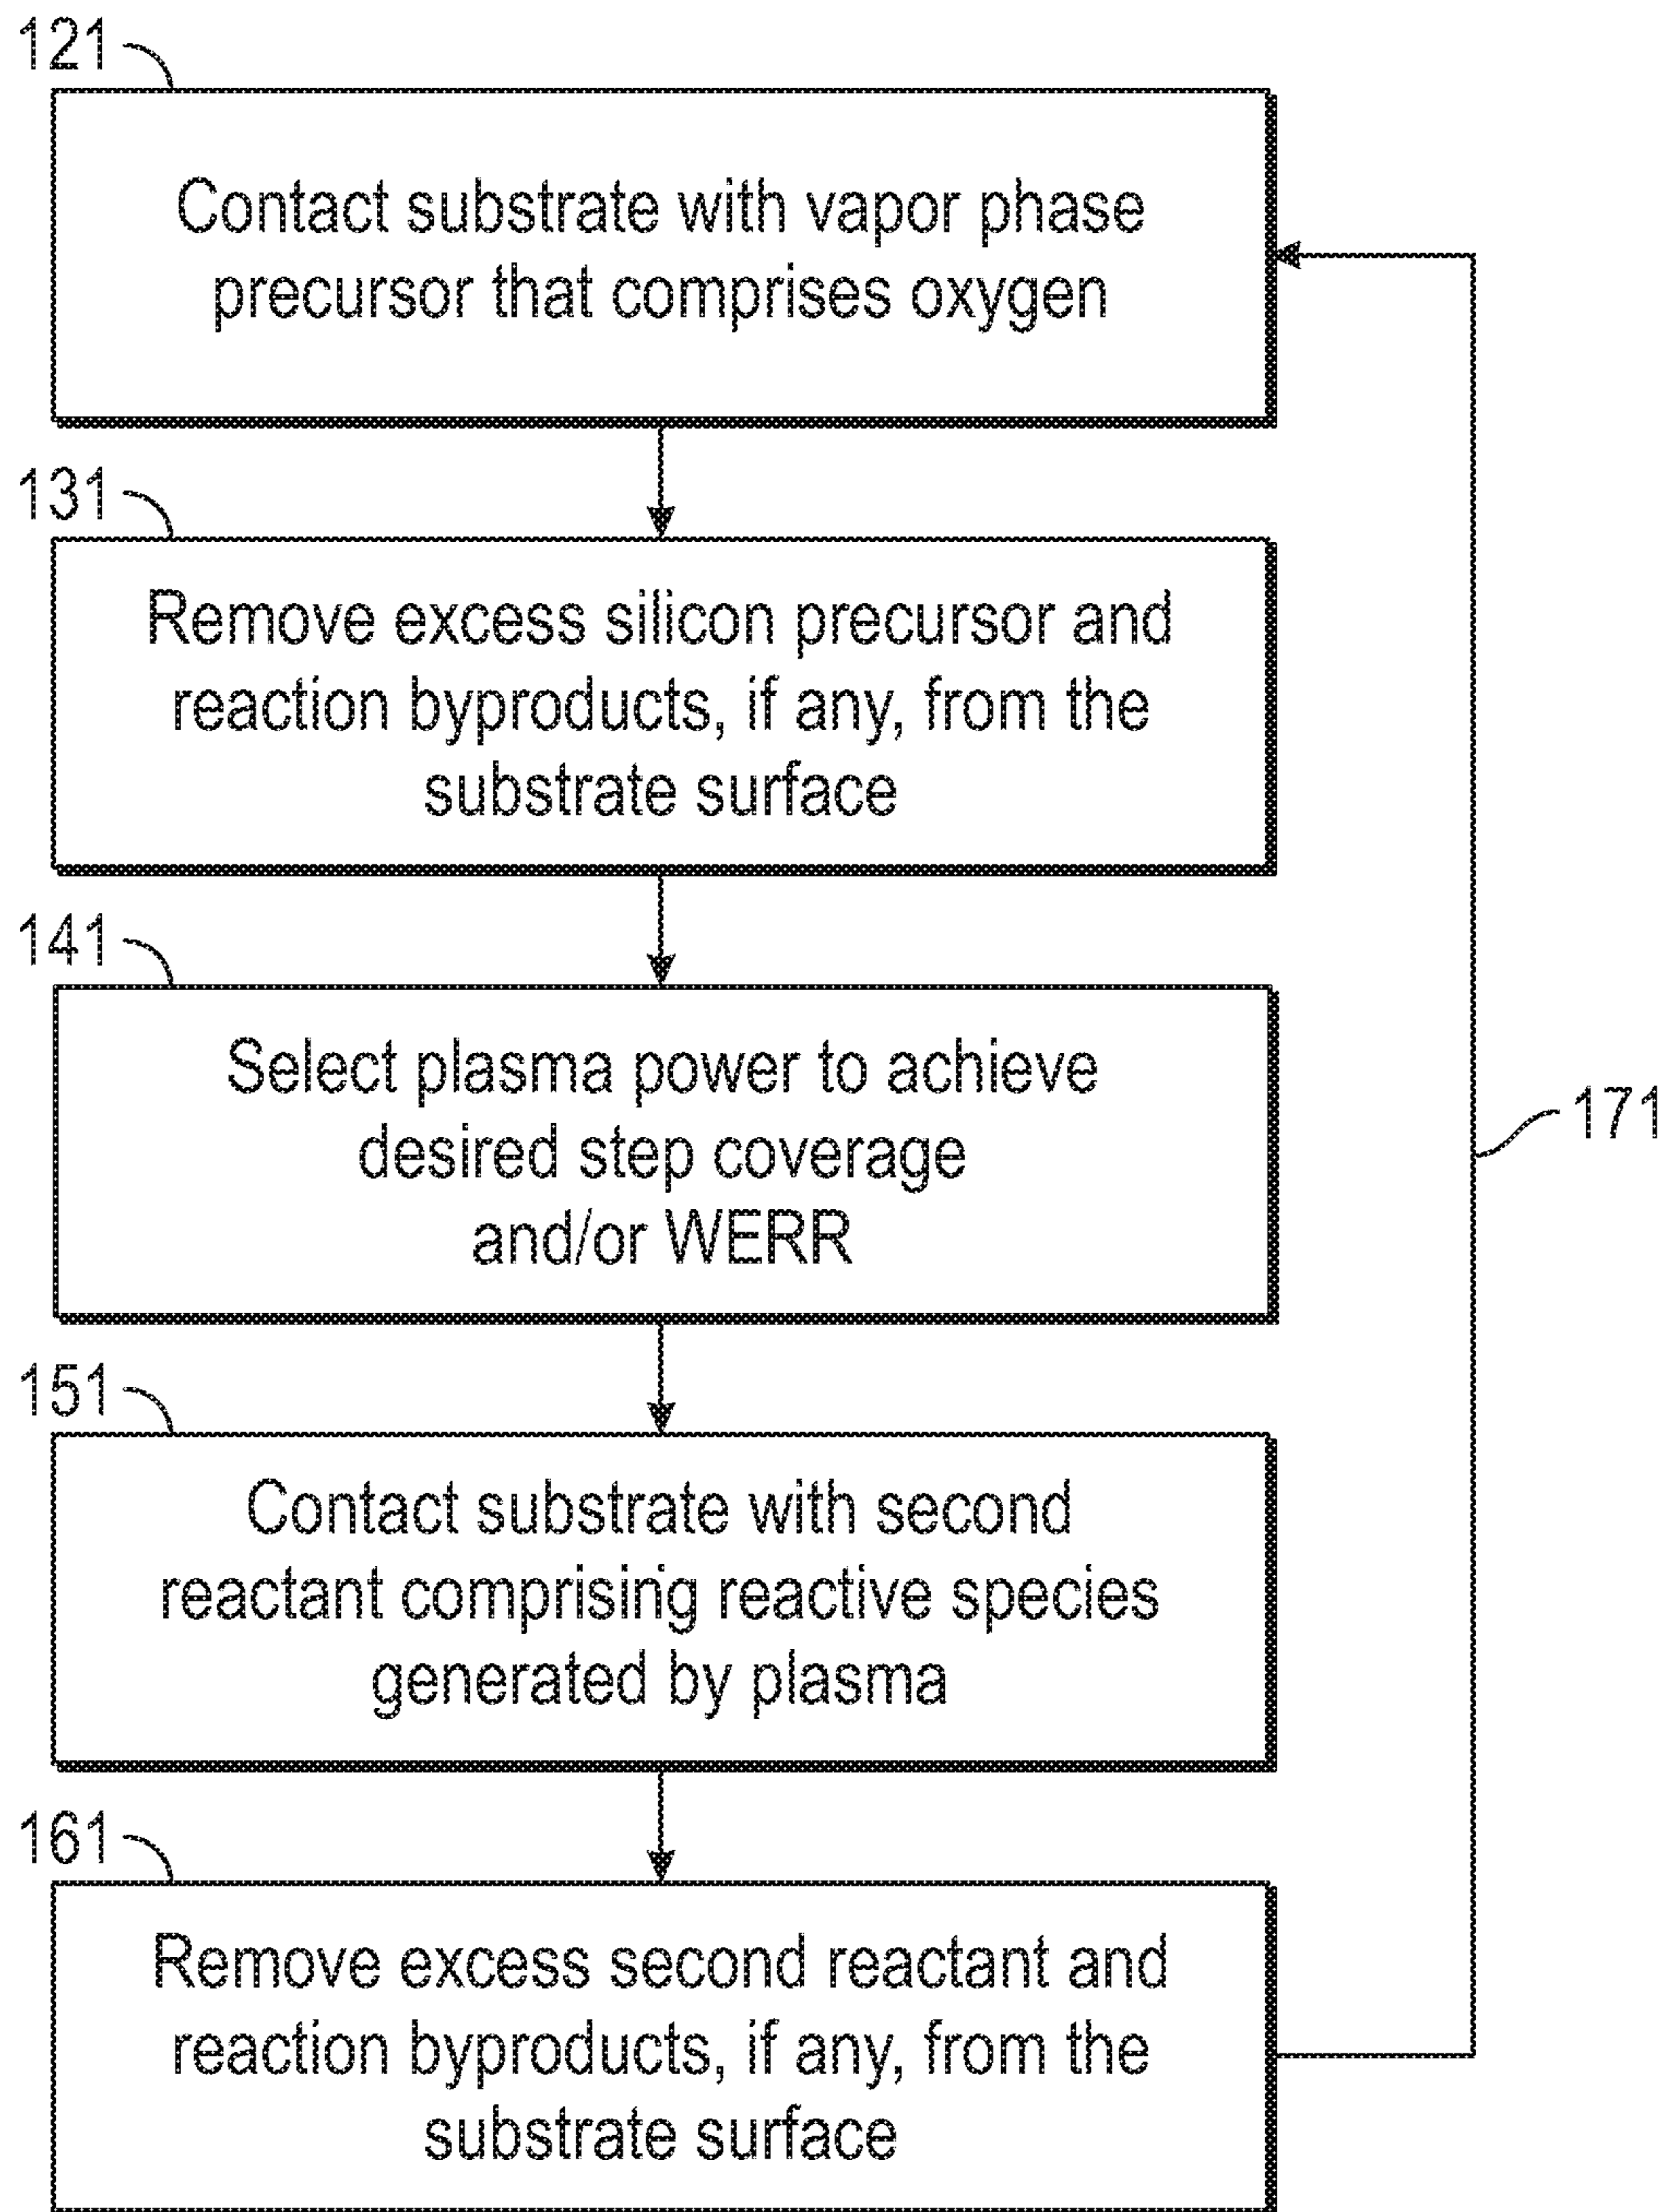 121
Contact substrate with vapor phase
precursor that comprises oxygen
131
Remove excess silicon precursor and
reaction byproducts, if any, from the
substrate surface
141
Select plasma power to achieve
desired step coverage
and/or WERR
171
151
Contact substrate with second
reactant comprising reactive species
generated by plasma
161
Remove excess second reactant and
reaction byproducts, if any, from the
substrate surface